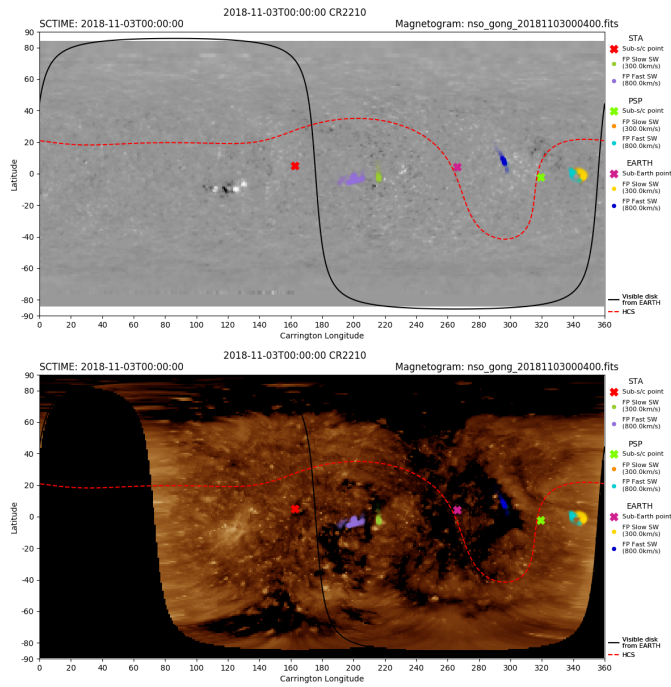 2018-11-03T00:00:00 CR2210
SCTIME: 2018-11-03T00:00:00
Magnetogram: nso_gong_20181103000400.fits
90
80
60
40
20
0
-20
-40
-60
-80
-90
Latitude
0 20 40 60 80 100 120 140 160 180 200 220 240 260 280 300 320 340 360
Carrington Longitude
STA
Sub-s/c point
FP Slow SW
(300.0km/s)
FP Fast SW
(800.0km/s)
PSP
Sub-s/c point
FP Slow SW
(300.0km/s)
FP Fast SW
(800.0km/s)
EARTH
Sub-Earth point
FP Slow SW
(300.0km/s)
FP Fast SW
(800.0km/s)
Visible disk
from EARTH
HCS
2018-11-03T00:00:00 CR2210
SCTIME: 2018-11-03T00:00:00
Magnetogram: nso_gong_20181103000400.fits
90
80
60
40
20
0
-20
-40
-60
-80
-90
Latitude
0 20 40 60 80 100 120 140 160 180 200 220 240 260 280 300 320 340 360
Carrington Longitude
STA
Sub-s/c point
FP Slow SW
(300.0km/s)
FP Fast SW
(800.0km/s)
PSP
Sub-s/c point
FP Slow SW
(300.0km/s)
FP Fast SW
(800.0km/s)
EARTH
Sub-Earth point
FP Slow SW
(300.0km/s)
FP Fast SW
(800.0km/s)
Visible disk
from EARTH
HCS